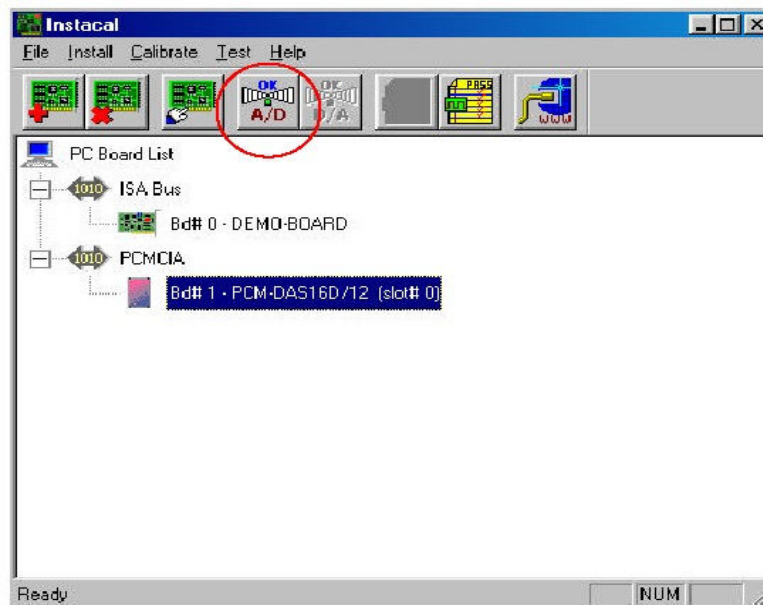 Instacal
File Install Calibrate Test Help
OK A/D D/A PASS WWW
PC Board List
1010 ISA Bus
Bd# 0 - DEMO-BOARD
1010 PCMCIA
Bd# 1 - PCM-DAS16D/12 (slot# 0)
Ready NUM